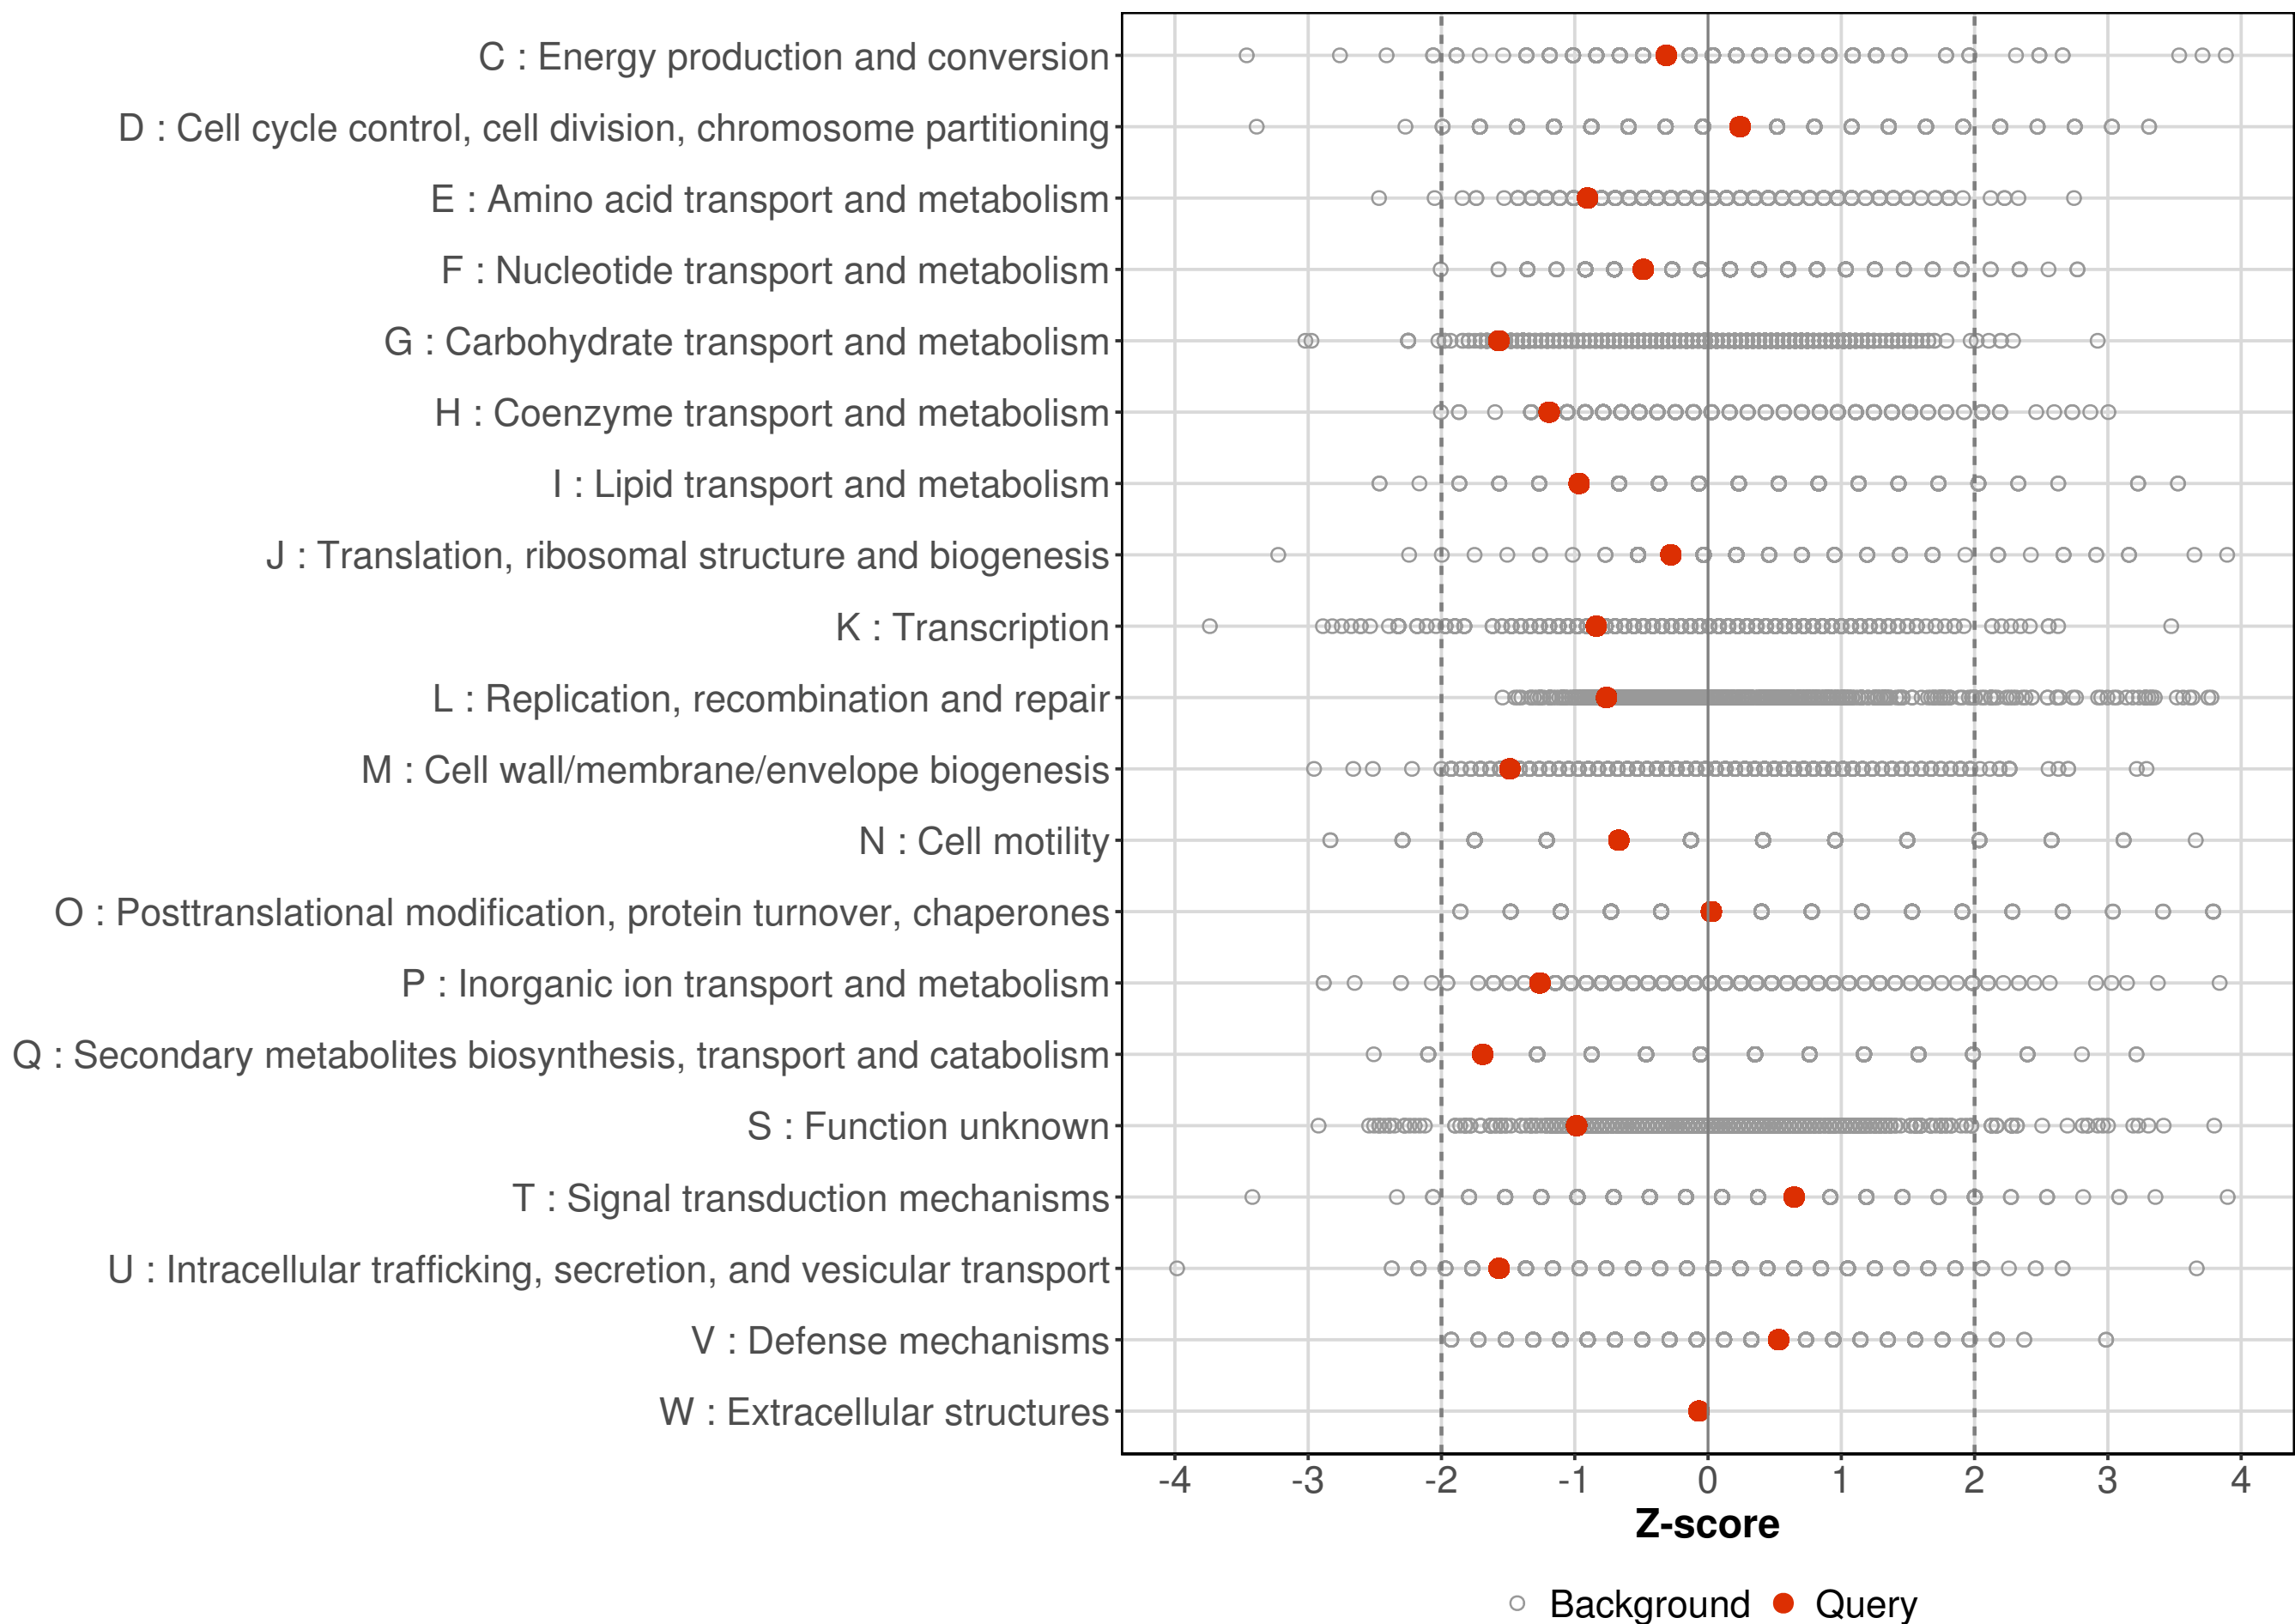 C : Energy production and conversion
D : Cell cycle control, cell division, chromosome partitioning
E : Amino acid transport and metabolism
F : Nucleotide transport and metabolism
G : Carbohydrate transport and metabolism
H : Coenzyme transport and metabolism
I : Lipid transport and metabolism
J : Translation, ribosomal structure and biogenesis
K : Transcription
L : Replication, recombination and repair
M : Cell wall/membrane/envelope biogenesis
N : Cell motility
O : Posttranslational modification, protein turnover, chaperones
P : Inorganic ion transport and metabolism
Q : Secondary metabolites biosynthesis, transport and catabolism
S : Function unknown
T : Signal transduction mechanisms
U : Intracellular trafficking, secretion, and vesicular transport
V : Defense mechanisms
W : Extracellular structures
-4 -3 -2 -1 0 1 2 3 4
Z-score
Background Query